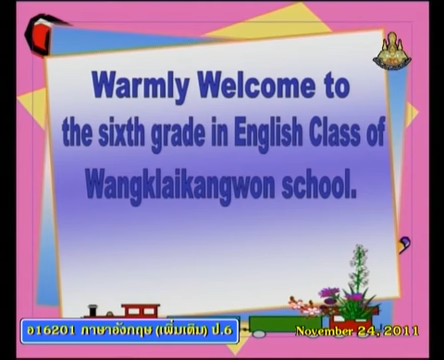 Warmly Welcome to
the sixth grade in English Class of
Wangklaikangwon school.
อ16201 ภาษาอังกฤษ (เพิ่มเติม) ป.6
November 24, 2011